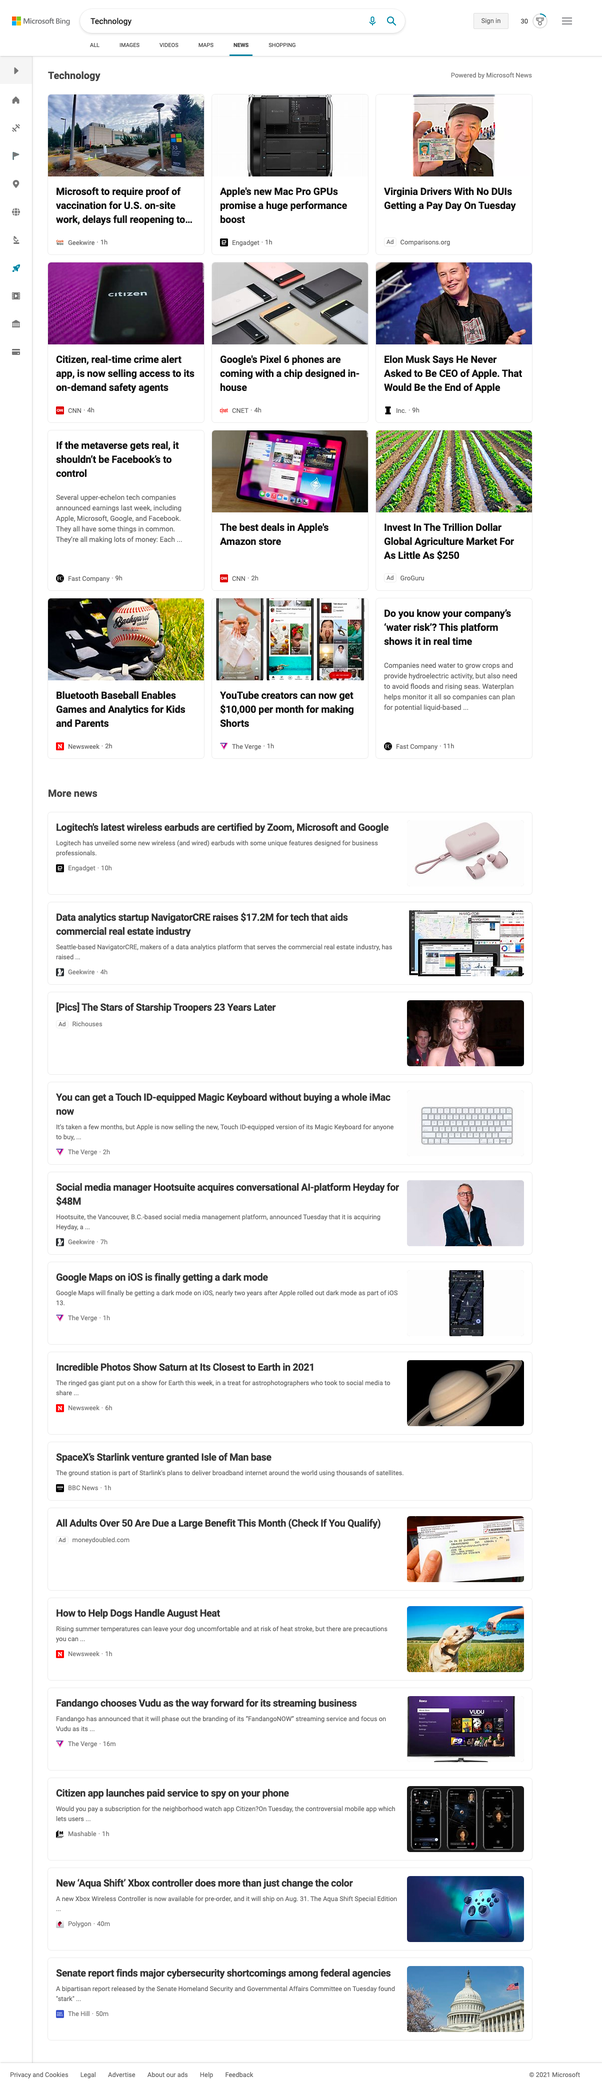 Microsoft Bing
Technology
Sign in
30
ALL IMAGES VIDEOS MAPS NEWS SHOPPING
Technology
Powered by Microsoft News
Microsoft to require proof of
vaccination for U.S. on-site
work, delays full reopening to...
Geekwire · 1h
Apple's new Mac Pro GPUs
promise a huge performance
boost
Engadget · 1h
Virginia Drivers With No DUIs
Getting a Pay Day On Tuesday
Ad Comparisons.org
citizen
Citizen, real-time crime alert
app, is now selling access to its
on-demand safety agents
CNN · 4h
Google's Pixel 6 phones are
coming with a chip designed in-
house
CNET · 4h
Elon Musk Says He Never
Asked to Be CEO of Apple. That
Would Be the End of Apple
Inc. · 9h
If the metaverse gets real, it
shouldn't be Facebook's to
control
Several upper-echelon tech companies
announced earnings last week, including
Apple, Microsoft, Google, and Facebook.
They all have some things in common.
They're all making lots of money: Each ...
Fast Company · 9h
The best deals in Apple's
Amazon store
CNN · 2h
Invest In The Trillion Dollar
Global Agriculture Market For
As Little As $250
Ad GroGuru
Backyard
Baseball
Bluetooth Baseball Enables
Games and Analytics for Kids
and Parents
Newsweek · 2h
YouTube creators can now get
$10,000 per month for making
Shorts
The Verge · 1h
Do you know your company's
'water risk'? This platform
shows it in real time
Companies need water to grow crops and
provide hydroelectric activity, but also need
to avoid floods and rising seas. Waterplan
helps monitor it all so companies can plan
for potential liquid-based ...
Fast Company · 11h
More news
Logitech's latest wireless earbuds are certified by Zoom, Microsoft and Google
Logitech has unveiled some new wireless (and wired) earbuds with some unique features designed for business
professionals.
Engadget · 10h
Data analytics startup NavigatorCRE raises $17.2M for tech that aids
commercial real estate industry
Seattle-based NavigatorCRE, makers of a data analytics platform that serves the commercial real estate industry, has
raised ...
Geekwire · 4h
[Pics] The Stars of Starship Troopers 23 Years Later
Ad Richouses
You can get a Touch ID-equipped Magic Keyboard without buying a whole iMac
now
It's taken a few months, but Apple is now selling the new, Touch ID-equipped version of its Magic Keyboard for anyone
to buy, ...
The Verge · 2h
Social media manager Hootsuite acquires conversational AI-platform Heyday for
$48M
Hootsuite, the Vancouver, B.C.-based social media management platform, announced Tuesday that it is acquiring
Heyday, a ...
Geekwire · 7h
Google Maps on iOS is finally getting a dark mode
Google Maps will finally be getting a dark mode on iOS, nearly two years after Apple rolled out dark mode as part of iOS
13.
The Verge · 1h
Incredible Photos Show Saturn at Its Closest to Earth in 2021
The ringed gas giant put on a show for Earth this week, in a treat for astrophotographers who took to social media to
share ...
Newsweek · 6h
SpaceX's Starlink venture granted Isle of Man base
The ground station is part of Starlink's plans to deliver broadband internet around the world using thousands of satellites.
BBC News · 1h
All Adults Over 50 Are Due a Large Benefit This Month (Check If You Qualify)
Ad moneydoubled.com
How to Help Dogs Handle August Heat
Rising summer temperatures can leave your dog uncomfortable and at risk of heat stroke, but there are precautions
you can ...
Newsweek · 1h
Fandango chooses Vudu as the way forward for its streaming business
Fandango has announced that it will phase out the branding of its "FandangoNOW" streaming service and focus on
Vudu as its ...
The Verge · 16m
VUDU
Citizen app launches paid service to spy on your phone
Would you pay a subscription for the neighborhood watch app Citizen?On Tuesday, the controversial mobile app which
lets users ...
Mashable · 1h
New 'Aqua Shift' Xbox controller does more than just change the color
A new Xbox Wireless Controller is now available for pre-order, and it will ship on Aug. 31. The Aqua Shift Special Edition
...
Polygon · 40m
Senate report finds major cybersecurity shortcomings among federal agencies
A bipartisan report released by the Senate Homeland Security and Governmental Affairs Committee on Tuesday found
"stark" ...
The Hill · 50m
Privacy and Cookies Legal Advertise About our ads Help Feedback
© 2021 Microsoft